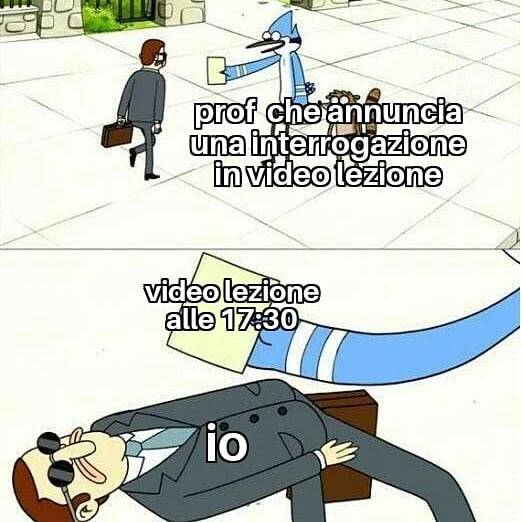 prof che annuncia
una interrogazione
in video lezione
video lezione
alle 17:30
io